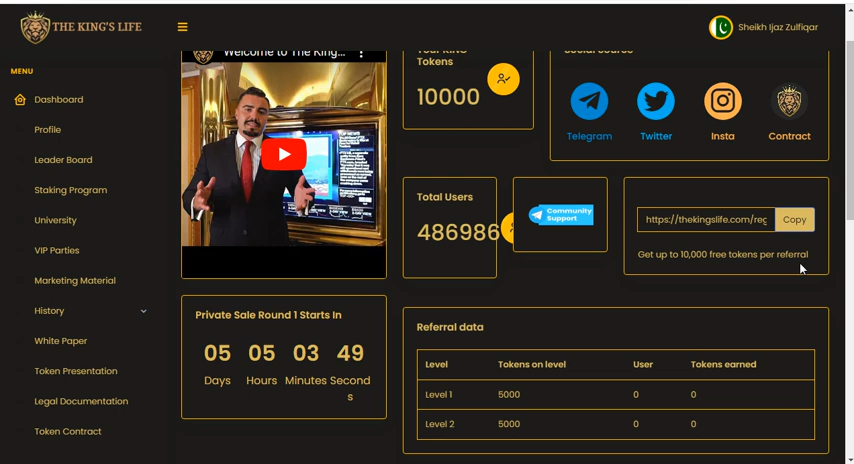 THE KING'S LIFE
Sheikh Ijaz Zulfiqar
MENU
Dashboard
Profile
Leader Board
Staking Program
University
VIP Parties
Marketing Material
History
White Paper
Token Presentation
Legal Documentation
Token Contract
Welcome to The King...
Private Sale Round 1 Starts In
05 05 03 49
Days Hours Minutes Second
s
Tokens
10000
Telegram Twitter Insta Contract
Total Users
486986
Community
Support
https://thekingslife.com/reg Copy
Get up to 10,000 free tokens per referral
Referral data
Level Tokens on level User Tokens earned
Level 1 5000 0 0
Level 2 5000 0 0